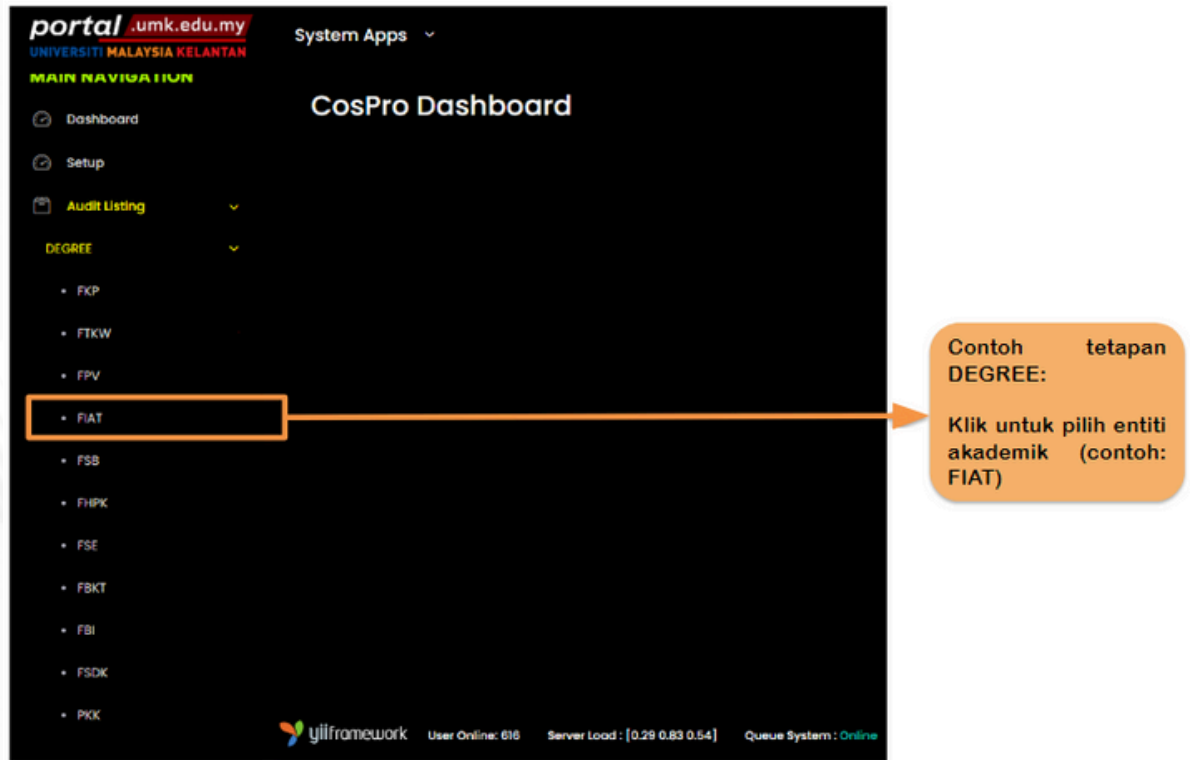 portal .umk.edu.my
UNIVERSITI MALAYSIA KELANTAN
System Apps
MAIN NAVIGATION
CosPro Dashboard
Dashboard
Setup
Audit Listing
DEGREE
• FKP
• FTKW
• FPV
• FIAT
• FSB
• FHPK
• FSE
• FBKT
• FBI
• FSDK
• PKK
Contoh tetapan
DEGREE:
Klik untuk pilih entiti
akademik (contoh:
FIAT)
yiiframework User Online: 616 Server Load : [0.29 0.83 0.54] Queue System : Online